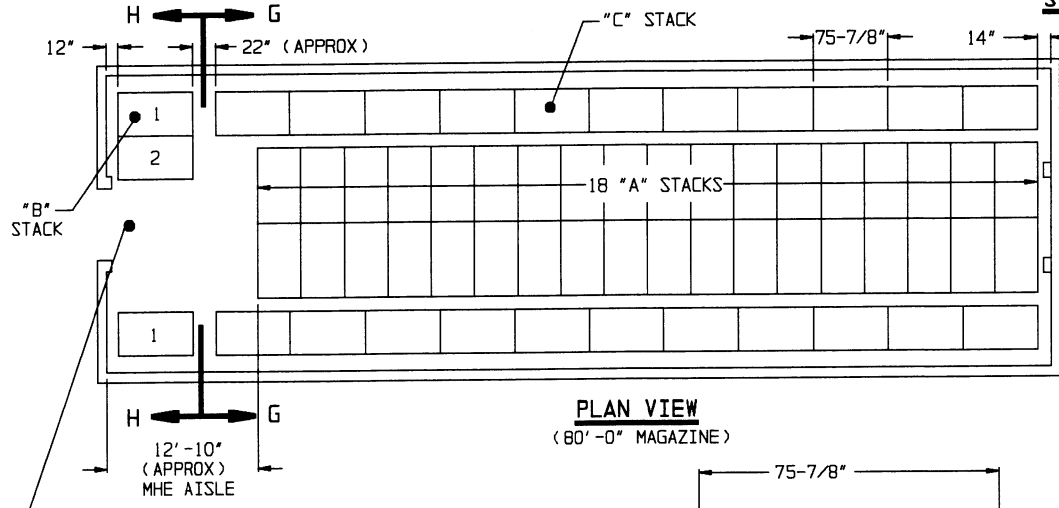 H G
"C" STACK
S
12"
22" (APPROX)
75-7/8"
14"
1
2
18 "A" STACKS
"B"
STACK
1
H G
PLAN VIEW
(80'-0" MAGAZINE)
12'-10"
(APPROX)
MHE AISLE
75-7/8"